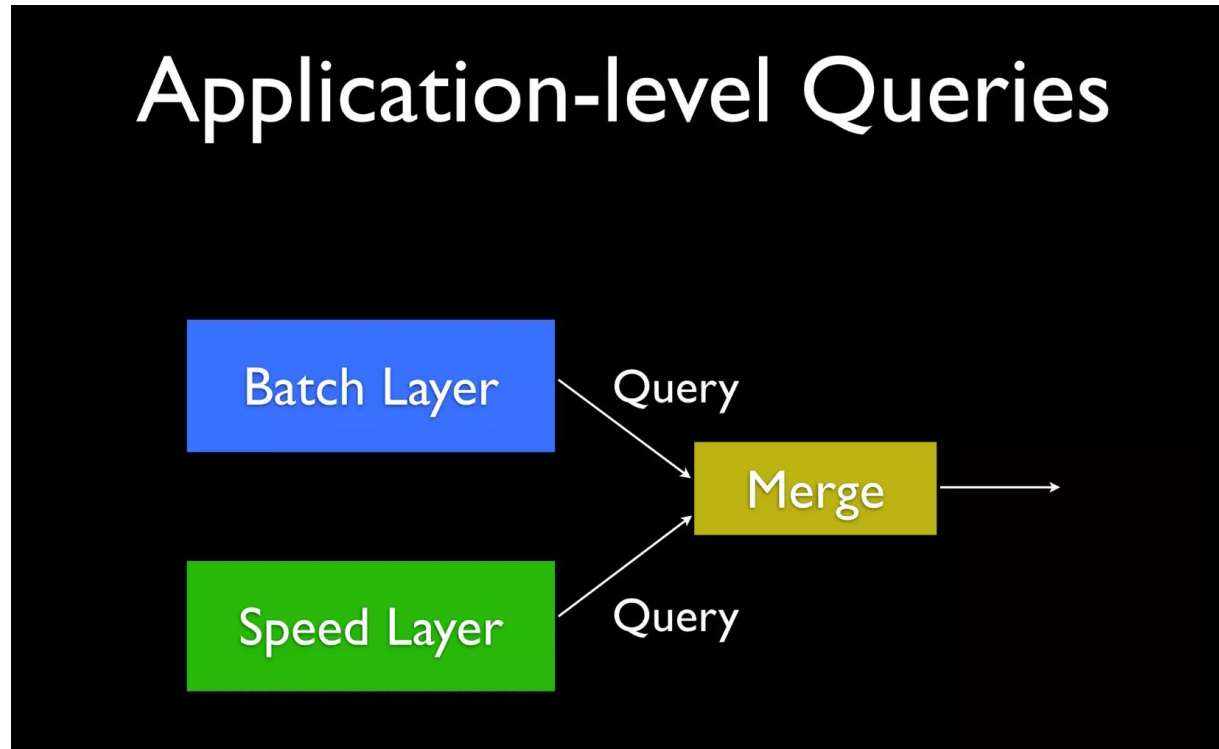 Application-level Queries
Batch Layer
Query
Merge
Speed Layer
Query